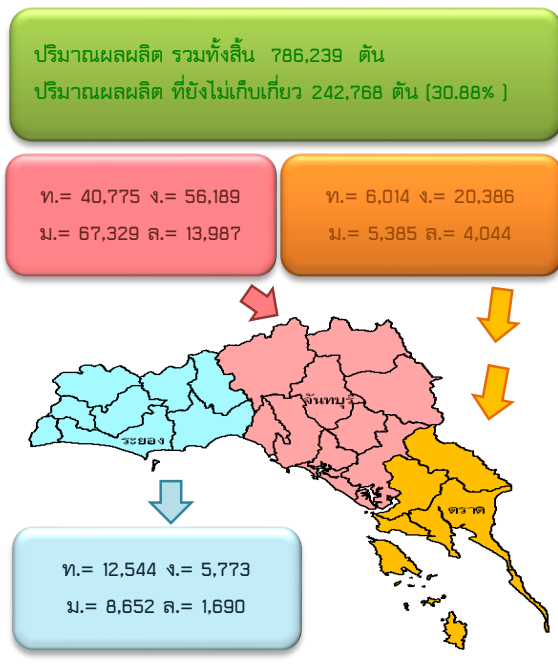 ปริมาณผลผลิต รวมทั้งสิ้น 786,239 ตัน
ปริมาณผลผลิต ที่ยังไม่เก็บเกี่ยว 242,768 ตัน (30.88% )
ท.= 40,775 ง.= 56,189
ม.= 67,329 ล.= 13,987
ท.= 6,014 ง.= 20,386
ม.= 5,385 ล.= 4,044
จันทบุรี
ระยอง
ตราด
ท.= 12,544 ง.= 5,773
ม.= 8,652 ล.= 1,690